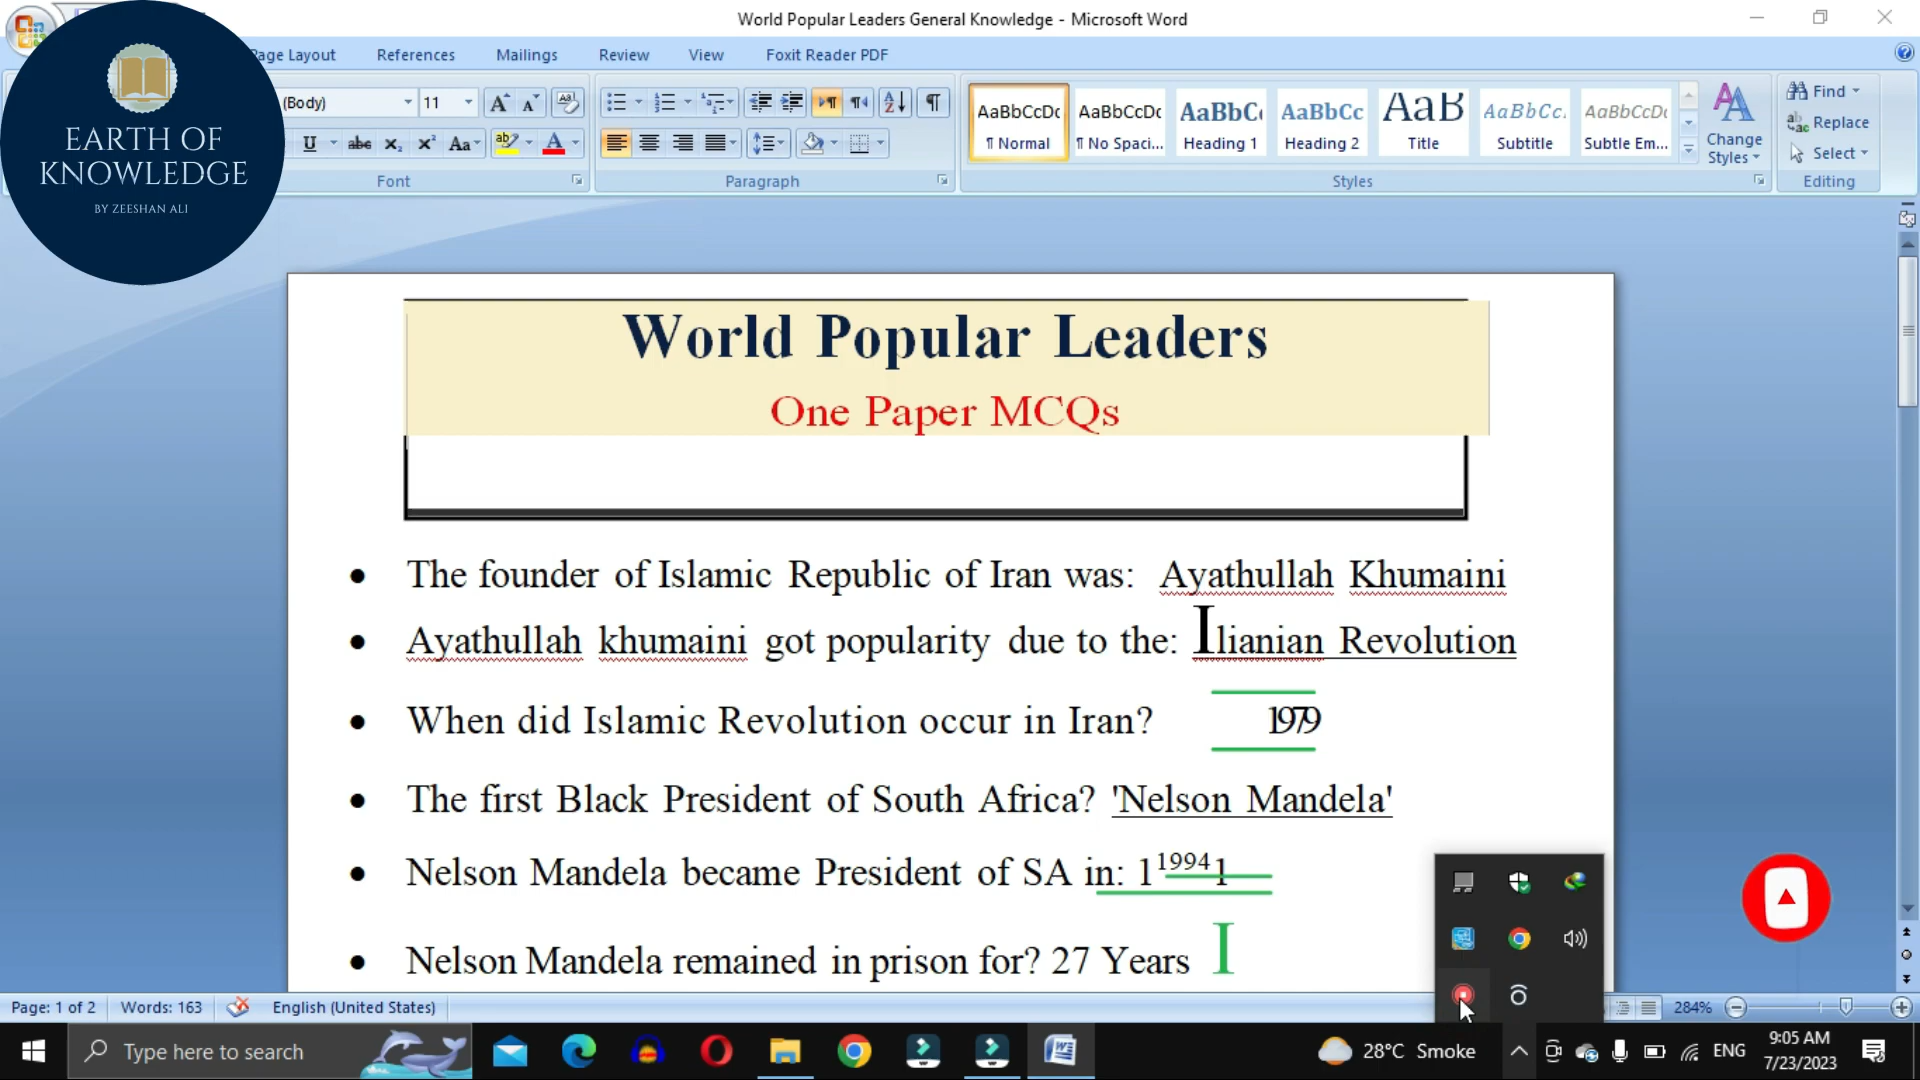 World Popular Leaders General Knowledge - Microsoft Word
EARTH OF
KNOWLEDGE
BY ZEESHAN ALI
Page Layout References Mailings Review View Foxit Reader PDF
(Body) 11
Font Paragraph Styles Editing
AaBbCcDc AaBbCcDc AaBbC AaBbCc AaB AaBbCc. AaBbCcDc
¶ Normal ¶ No Spaci... Heading 1 Heading 2 Title Subtitle Subtle Em...
Change
Styles
Find
Replace
Select
World Popular Leaders
One Paper MCQs
• The founder of Islamic Republic of Iran was: Ayathullah Khumaini
• Ayathullah khumaini got popularity due to the: Ilianian Revolution
• When did Islamic Revolution occur in Iran? 1979
• The first Black President of South Africa? 'Nelson Mandela'
• Nelson Mandela became President of SA in: 1 1994 1
• Nelson Mandela remained in prison for? 27 Years
Page: 1 of 2 Words: 163 English (United States) 284%
Type here to search
28°C Smoke ENG
9:05 AM
7/23/2023